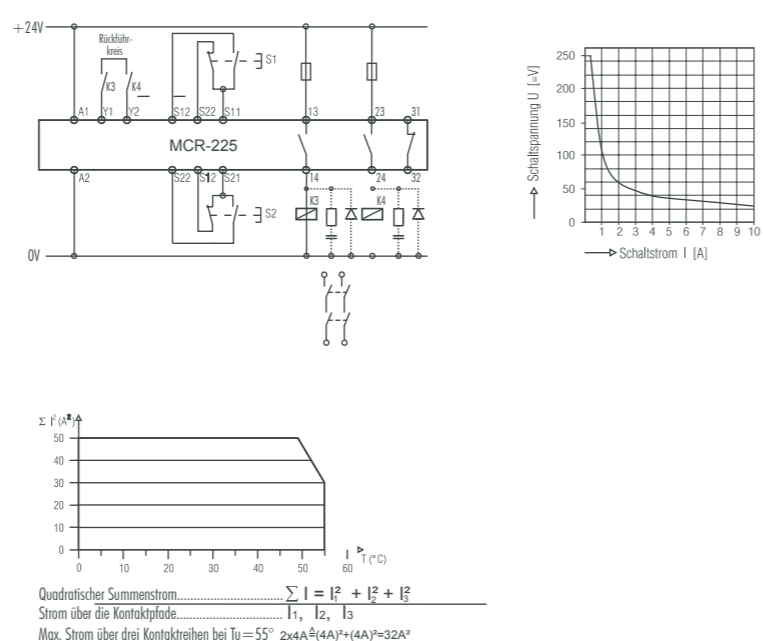 +24V
Rückführ-
kreis
K3 K4
S1
A1 Y1 Y2 S12 S22 S11 13 23 31
MCR-225
A2 S22 S12 S21 14 24 32
K3 K4
S2
0V
Schaltspannung U [=V]
250
200
150
100
50
0
1 2 3 4 5 6 7 8 9 10
Schaltstrom I [A]
Σ I² (A²)
50
40
30
20
10
0
0 10 20 30 40 50 60
T (°C)
Quadratischer Summenstrom.............................. ∑ I = I₁² + I₂² + I₃²
Strom über die Kontaktpfade.............................. I₁, I₂, I₃
Max. Strom über drei Kontaktreihen bei Tu=55° 2x4A≙(4A)²+(4A)²=32A²